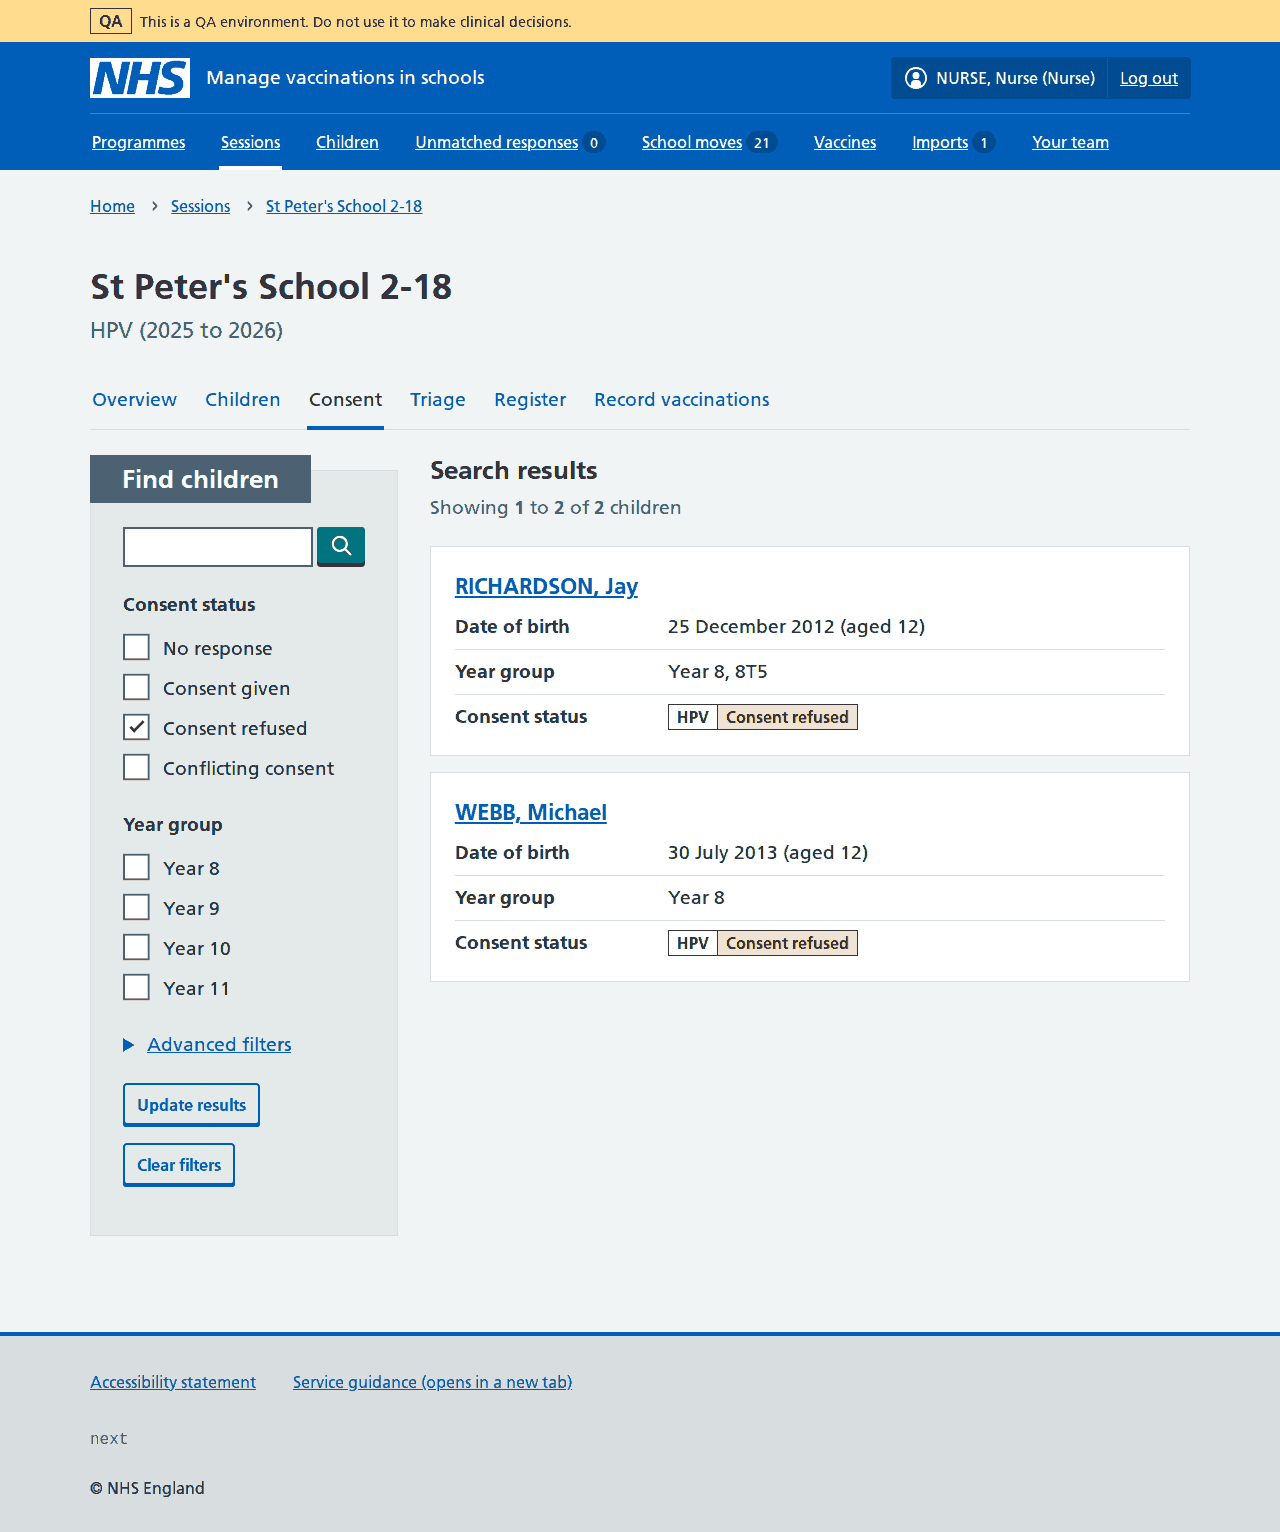 QA This is a QA environment. Do not use it to make clinical decisions.
NHS Manage vaccinations in schools NURSE, Nurse (Nurse) Log out
Programmes Sessions Children Unmatched responses 0 School moves 21 Vaccines Imports 1 Your team
Home Sessions St Peter's School 2-18
St Peter's School 2-18
HPV (2025 to 2026)
Overview Children Consent Triage Register Record vaccinations
Find children
Consent status
No response
Consent given
Consent refused
Conflicting consent
Year group
Year 8
Year 9
Year 10
Year 11
Advanced filters
Update results
Clear filters
Search results
Showing 1 to 2 of 2 children
RICHARDSON, Jay
Date of birth 25 December 2012 (aged 12)
Year group Year 8, 8T5
Consent status HPV Consent refused
WEBB, Michael
Date of birth 30 July 2013 (aged 12)
Year group Year 8
Consent status HPV Consent refused
Accessibility statement Service guidance (opens in a new tab)
next
© NHS England